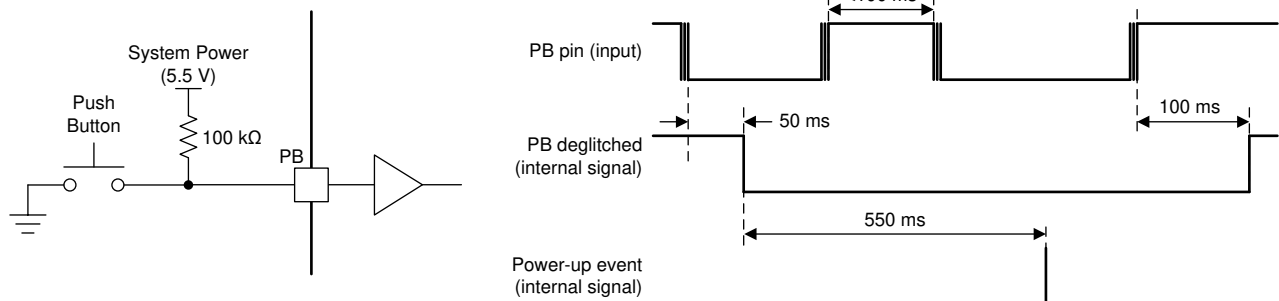 System Power
(5.5 V)
Push
Button
100 kΩ
PB
PB pin (input)
50 ms
100 ms
PB deglitched
(internal signal)
550 ms
Power-up event
(internal signal)